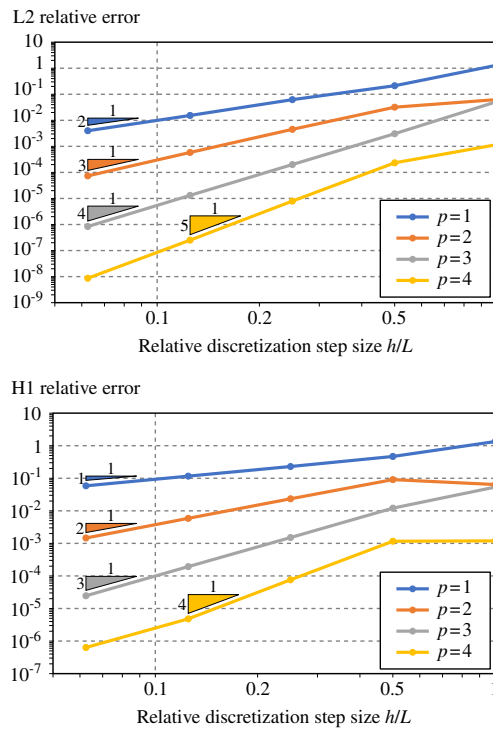 L2 relative error
10
1
10^-1
10^-2
10^-3
10^-4
10^-5
10^-6
10^-7
10^-8
10^-9
1
2
1
3
1
4
1
5
p=1
p=2
p=3
p=4
0.1 0.2 0.5
Relative discretization step size h/L
H1 relative error
10
1
10^-1
10^-2
10^-3
10^-4
10^-5
10^-6
10^-7
1
1
1
2
1
3
1
4
p=1
p=2
p=3
p=4
0.1 0.2 0.5
Relative discretization step size h/L